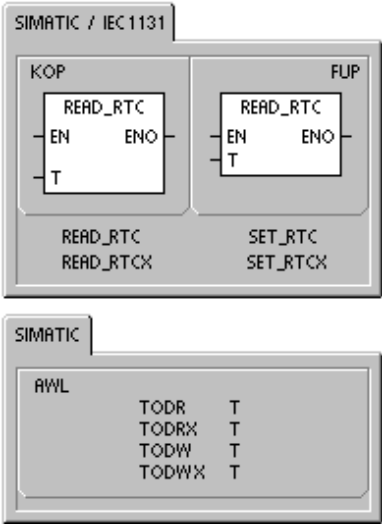 SIMATIC / IEC1131
KOP FUP
READ_RTC READ_RTC
EN ENO EN ENO
T T
READ_RTC SET_RTC
READ_RTCX SET_RTCX
SIMATIC
AWL
TODR T
TODRX T
TODW T
TODWX T